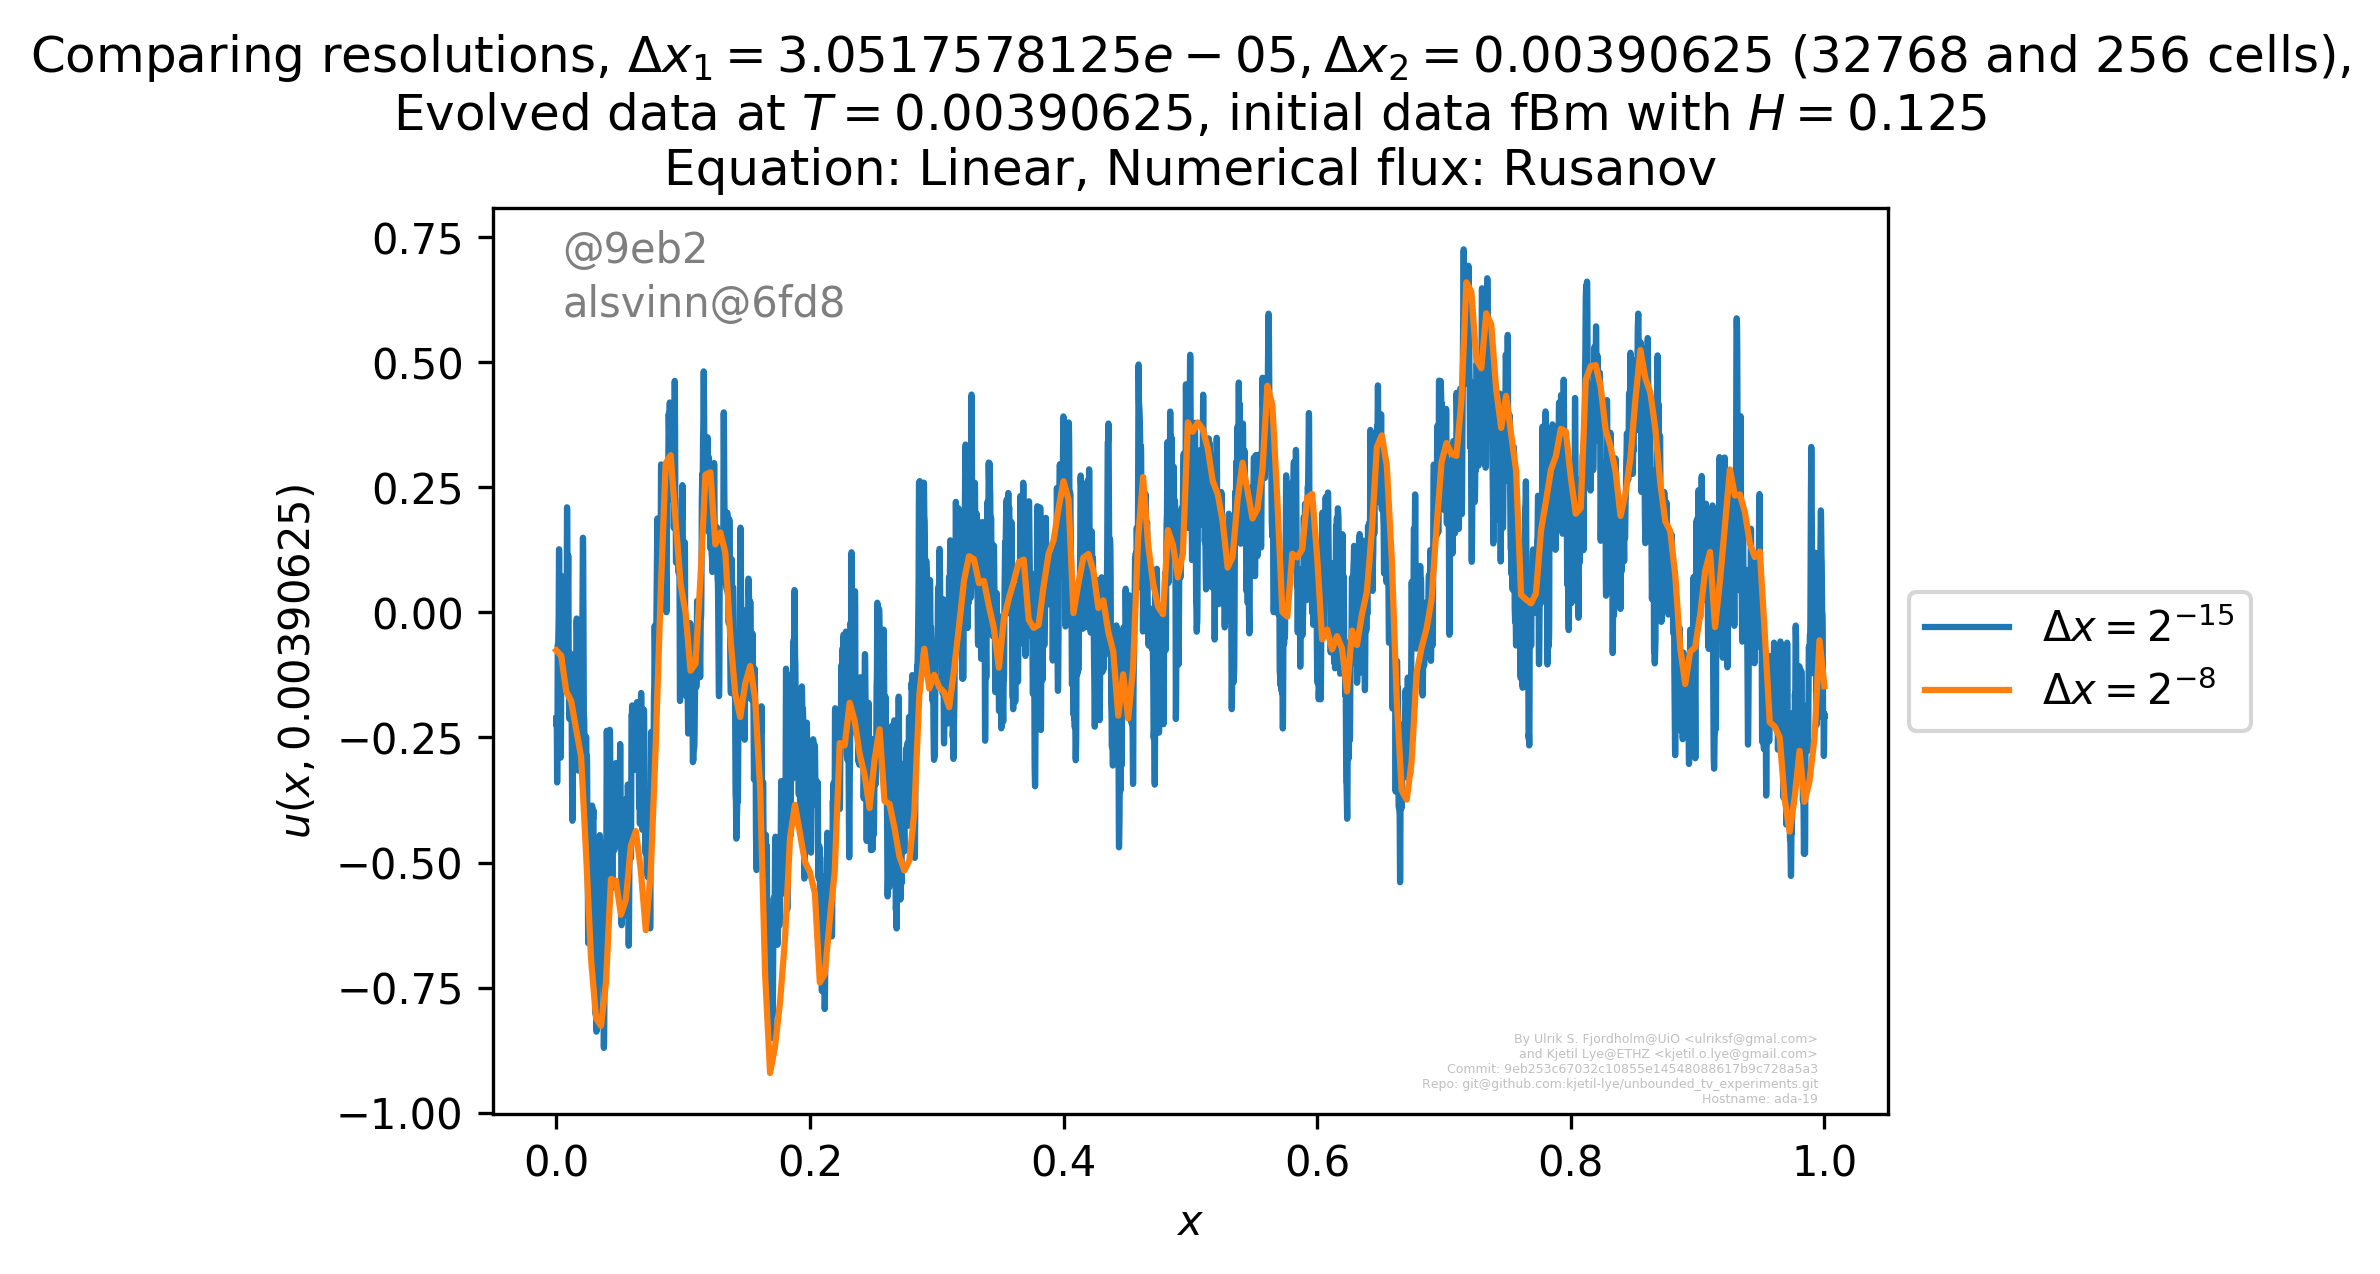 Comparing resolutions, Δx₁ = 3.0517578125e − 05, Δx₂ = 0.00390625 (32768 and 256 cells),
Evolved data at T = 0.00390625, initial data fBm with H = 0.125
Equation: Linear, Numerical flux: Rusanov
@9eb2
alsvinn@6fd8
0.75
0.50
0.25
0.00
−0.25
−0.50
−0.75
−1.00
u(x, 0.00390625)
Δx = 2⁻¹⁵
Δx = 2⁻⁸
By Ulrik S. Fjordholm@UiO <ulriksf@gmal.com>
and Kjetil Lye@ETHZ <kjetil.o.lye@gmail.com>
Commit: 9eb253c67032c10855e14548088617b9c728a5a3
Repo: git@github.com:kjetil-lye/unbounded_tv_experiments.git
Hostname: ada-19
0.0 0.2 0.4 0.6 0.8 1.0
x